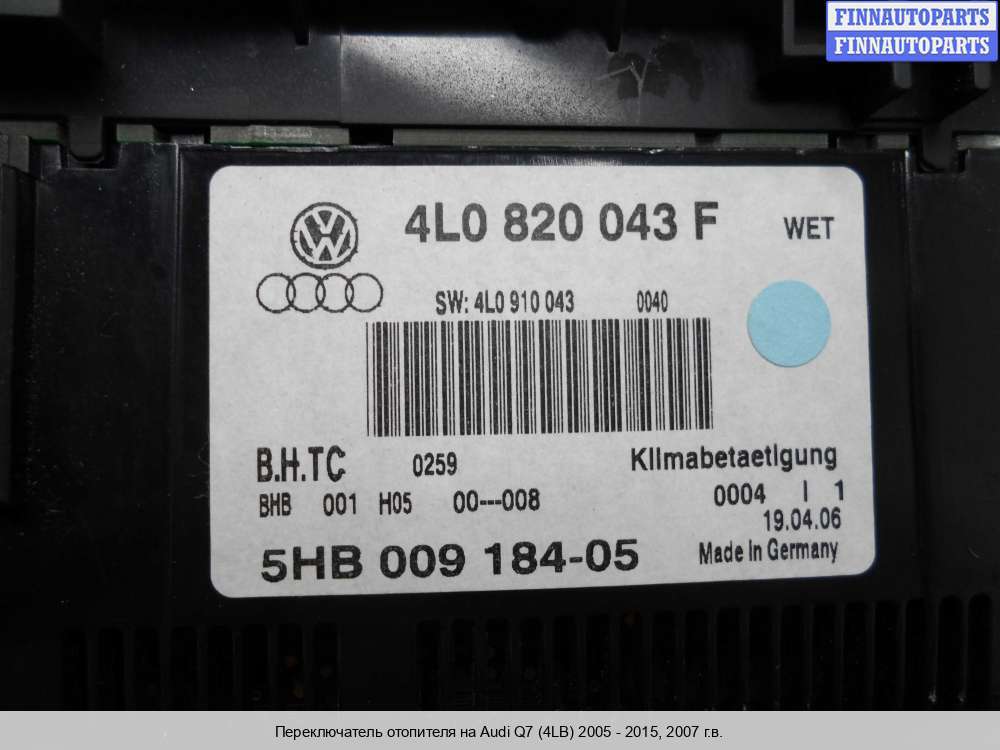 FINNAUTOPARTS
FINNAUTOPARTS
4L0 820 043 F WET
SW: 4L0 910 043 0040
B.H.TC 0259 Klimabetaetigung
BHB 001 H05 00---008 0004 I 1
19.04.06
5HB 009 184-05 Made in Germany
Переключатель отопителя на Audi Q7 (4LB) 2005 - 2015, 2007 г.в.